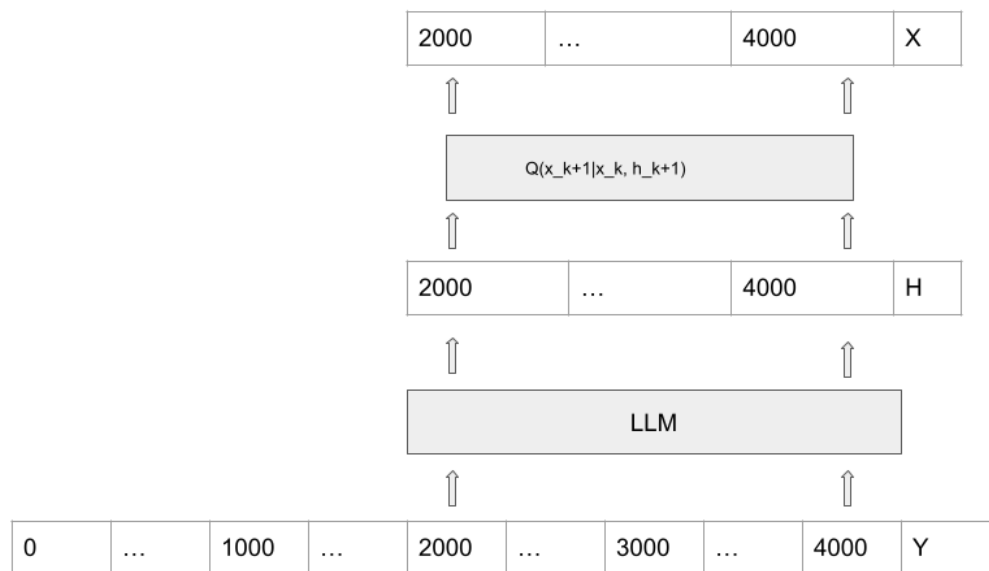 2000 … 4000 X
Q(x_k+1|x_k, h_k+1)
2000 … 4000 H
LLM
0 … 1000 … 2000 … 3000 … 4000 Y